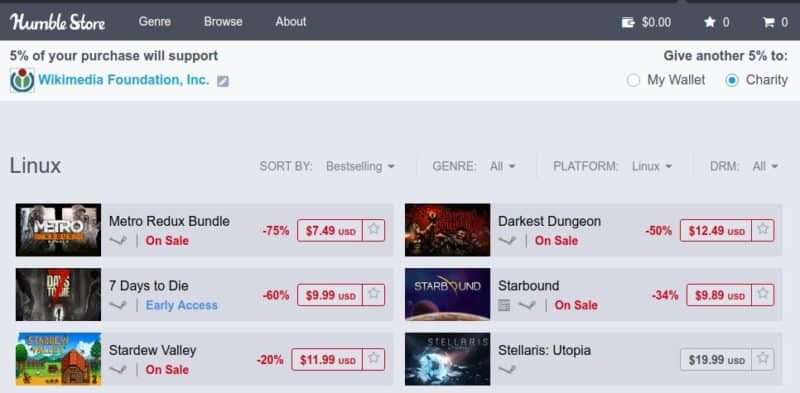 Humble Store Genre Browse About $0.00 0 0
5% of your purchase will support Give another 5% to:
Wikimedia Foundation, Inc. My Wallet Charity
Linux SORT BY: Bestselling GENRE: All PLATFORM: Linux DRM: All
METRO
REDUX
BUNDLE
Metro Redux Bundle
On Sale
-75% $7.49 USD
Darkest Dungeon
On Sale
-50% $12.49 USD
7
DAYS
TO DIE
7 Days to Die
Early Access
-60% $9.99 USD
STARBOUND
Starbound
On Sale
-34% $9.89 USD
STARDEW
VALLEY
Stardew Valley
On Sale
-20% $11.99 USD
STELLARIS
Stellaris: Utopia
$19.99 USD